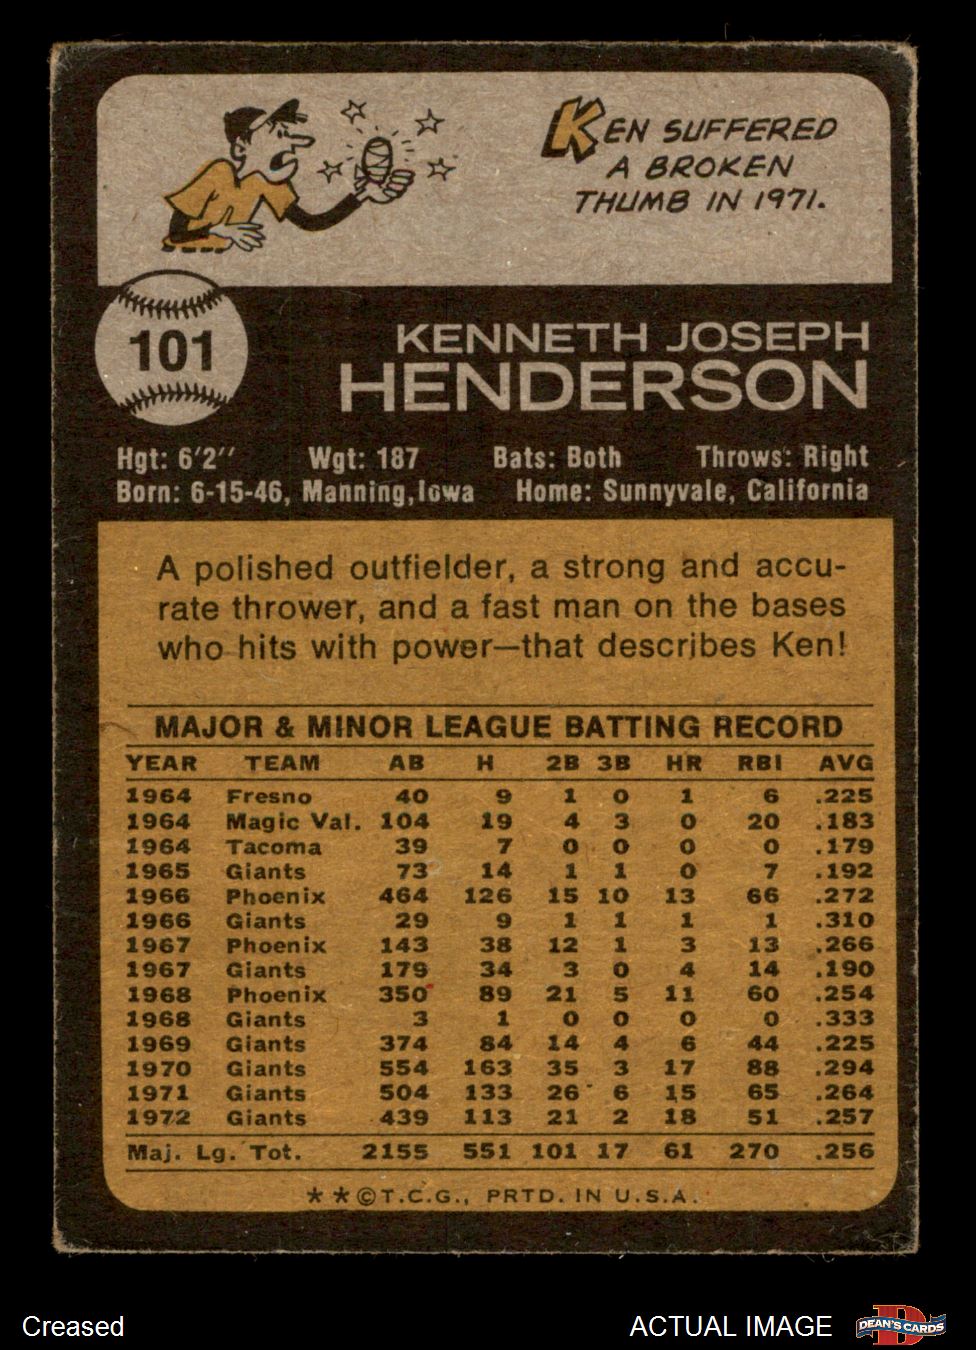 KEN SUFFERED
A BROKEN
THUMB IN 1971.
101
KENNETH JOSEPH
HENDERSON
Hgt: 6'2" Wgt: 187 Bats: Both Throws: Right
Born: 6-15-46, Manning, Iowa Home: Sunnyvale, California
A polished outfielder, a strong and accu-
rate thrower, and a fast man on the bases
who hits with power—that describes Ken!
MAJOR & MINOR LEAGUE BATTING RECORD
YEAR TEAM AB H 2B 3B HR RBI AVG
1964 Fresno 40 9 1 0 1 6 .225
1964 Magic Val. 104 19 4 3 0 20 .183
1964 Tacoma 39 7 0 0 0 0 .179
1965 Giants 73 14 1 1 0 7 .192
1966 Phoenix 464 126 15 10 13 66 .272
1966 Giants 29 9 1 1 1 1 .310
1967 Phoenix 143 38 12 1 3 13 .266
1967 Giants 179 34 3 0 4 14 .190
1968 Phoenix 350 89 21 5 11 60 .254
1968 Giants 3 1 0 0 0 0 .333
1969 Giants 374 84 14 4 6 44 .225
1970 Giants 554 163 35 3 17 88 .294
1971 Giants 504 133 26 6 15 65 .264
1972 Giants 439 113 21 2 18 51 .257
Maj. Lg. Tot. 2155 551 101 17 61 270 .256
**©T.C.G., PRTD. IN U.S.A.
Creased
ACTUAL IMAGE
D
DEAN'S CARDS